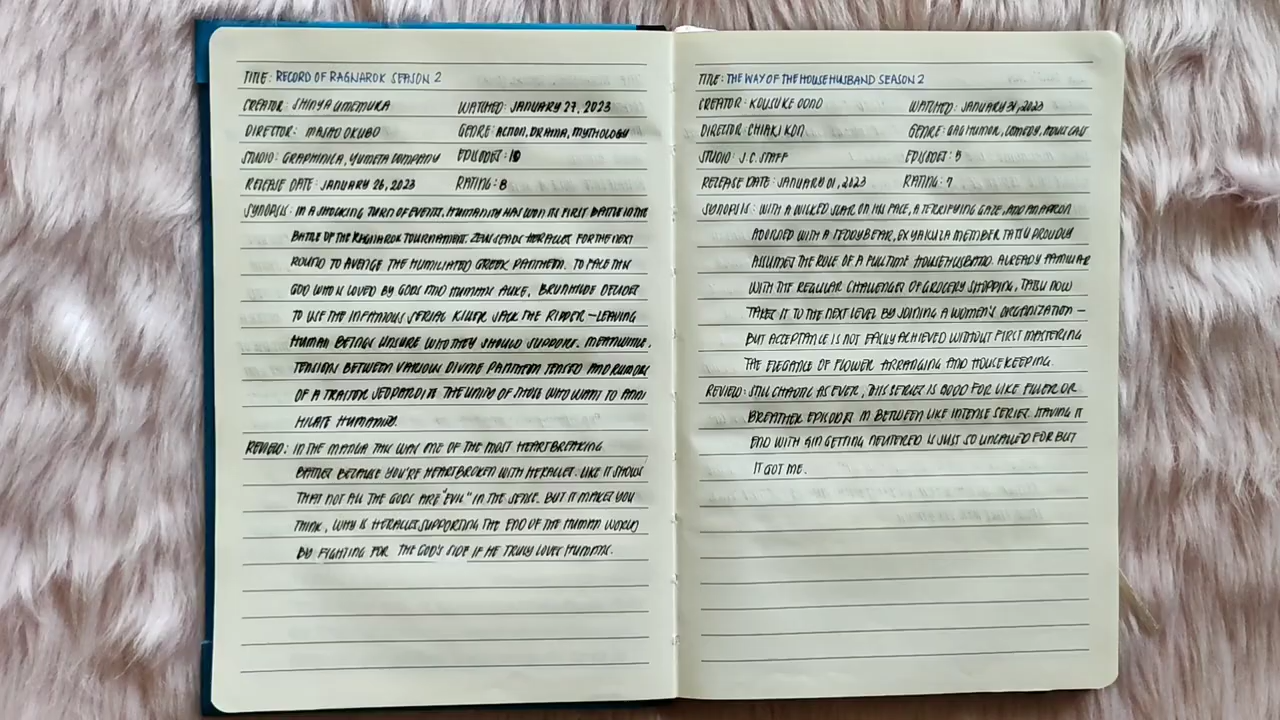 TITLE: RECORD OF RAGNAROK SEASON 2
CREATOR: SHINYA UMEMURA WATCHED: JANUARY 27, 2023
DIRECTOR: MASAO OKUBO GENRE: ACTION, DRAMA, MYTHOLOGY
STUDIO: GRAPHINICA, YUMETA COMPANY EPISODES: 10
RELEASE DATE: JANUARY 26, 2023 RATING: 8
SYNOPSIS: IN A SHOCKING TURN OF EVENTS, HUMANITY HAS WON ITS FIRST BATTLE IN THE
BATTLE OF THE RAGNAROK TOURNAMENT. ZEUS SENDS HERACLES FOR THE NEXT
ROUND TO AVENGE THE HUMILIATED GREEK PANTHEON. TO FACE THIS
GOD WHO IS LOVED BY GODS AND HUMANS ALIKE, BRUNHILDE DECIDES
TO USE THE INFAMOUS SERIAL KILLER JACK THE RIPPER — LEAVING
HUMAN BEINGS UNSURE WHO THEY SHOULD SUPPORT. MEANWHILE,
TENSION BETWEEN VARIOUS DIVINE PANTHEON TENSED AND RUMORS
OF A TRAITOR JEOPARDIZE THE UNION OF THOSE WHO WANT TO ANNI
HILATE HUMANITY.
REVIEW: IN THE MANGA THIS WAS ONE OF THE MOST HEARTBREAKING
BATTLES BECAUSE YOU'RE HEARTBROKEN WITH HERACLES. LIKE IT SHOWS
THAT NOT ALL THE GODS ARE "EVIL" IN THE SENSE. BUT IT MAKES YOU
THINK, WHY IS HERACLES SUPPORTING THE END OF THE HUMAN WORLD
BY FIGHTING FOR THE GOD'S SIDE IF HE TRULY LOVES HUMANS.
TITLE: THE WAY OF THE HOUSEHUSBAND SEASON 2
CREATOR: KOUSUKE OONO WATCHED: JANUARY 31, 2023
DIRECTOR: CHIAKI KON GENRE: GAG HUMOR, COMEDY, ADULT CAST
STUDIO: J.C. STAFF EPISODES: 5
RELEASE DATE: JANUARY 01, 2023 RATING: 7
SYNOPSIS: WITH A WICKED SCAR ON HIS FACE, A TERRIFYING GAZE, AND AN APRON
ADORNED WITH A TEDDY BEAR, EX YAKUZA MEMBER TATSU PROUDLY
ASSUMES THE ROLE OF A FULLTIME HOUSEHUSBAND. ALREADY FAMILIAR
WITH THE REGULAR CHALLENGES OF GROCERY SHOPPING, TATSU NOW
TAKES IT TO THE NEXT LEVEL BY JOINING A WOMEN'S ORGANIZATION —
BUT ACCEPTANCE IS NOT EASILY ACHIEVED WITHOUT FIRST MASTERING
THE ELEGANCE OF FLOWER ARRANGING AND HOUSEKEEPING.
REVIEW: STILL CHAOTIC AS EVER, THIS SERIES IS GOOD FOR LIKE FILLER OR
BREATHER EPISODES IN BETWEEN LIKE INTENSE SERIES. HAVING IT
END WITH GIN GETTING NEUTERED IS JUST SO UNCALLED FOR BUT
IT GOT ME.